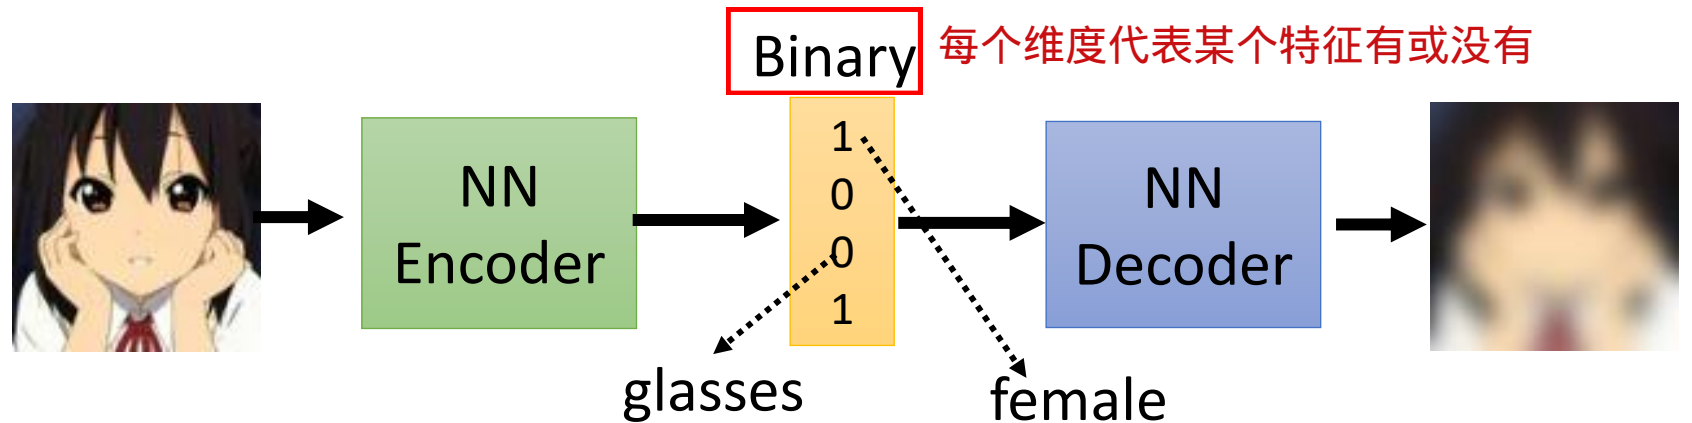 Binary
每个维度代表某个特征有或没有
NN
Encoder
1
0
0
1
NN
Decoder
glasses
female